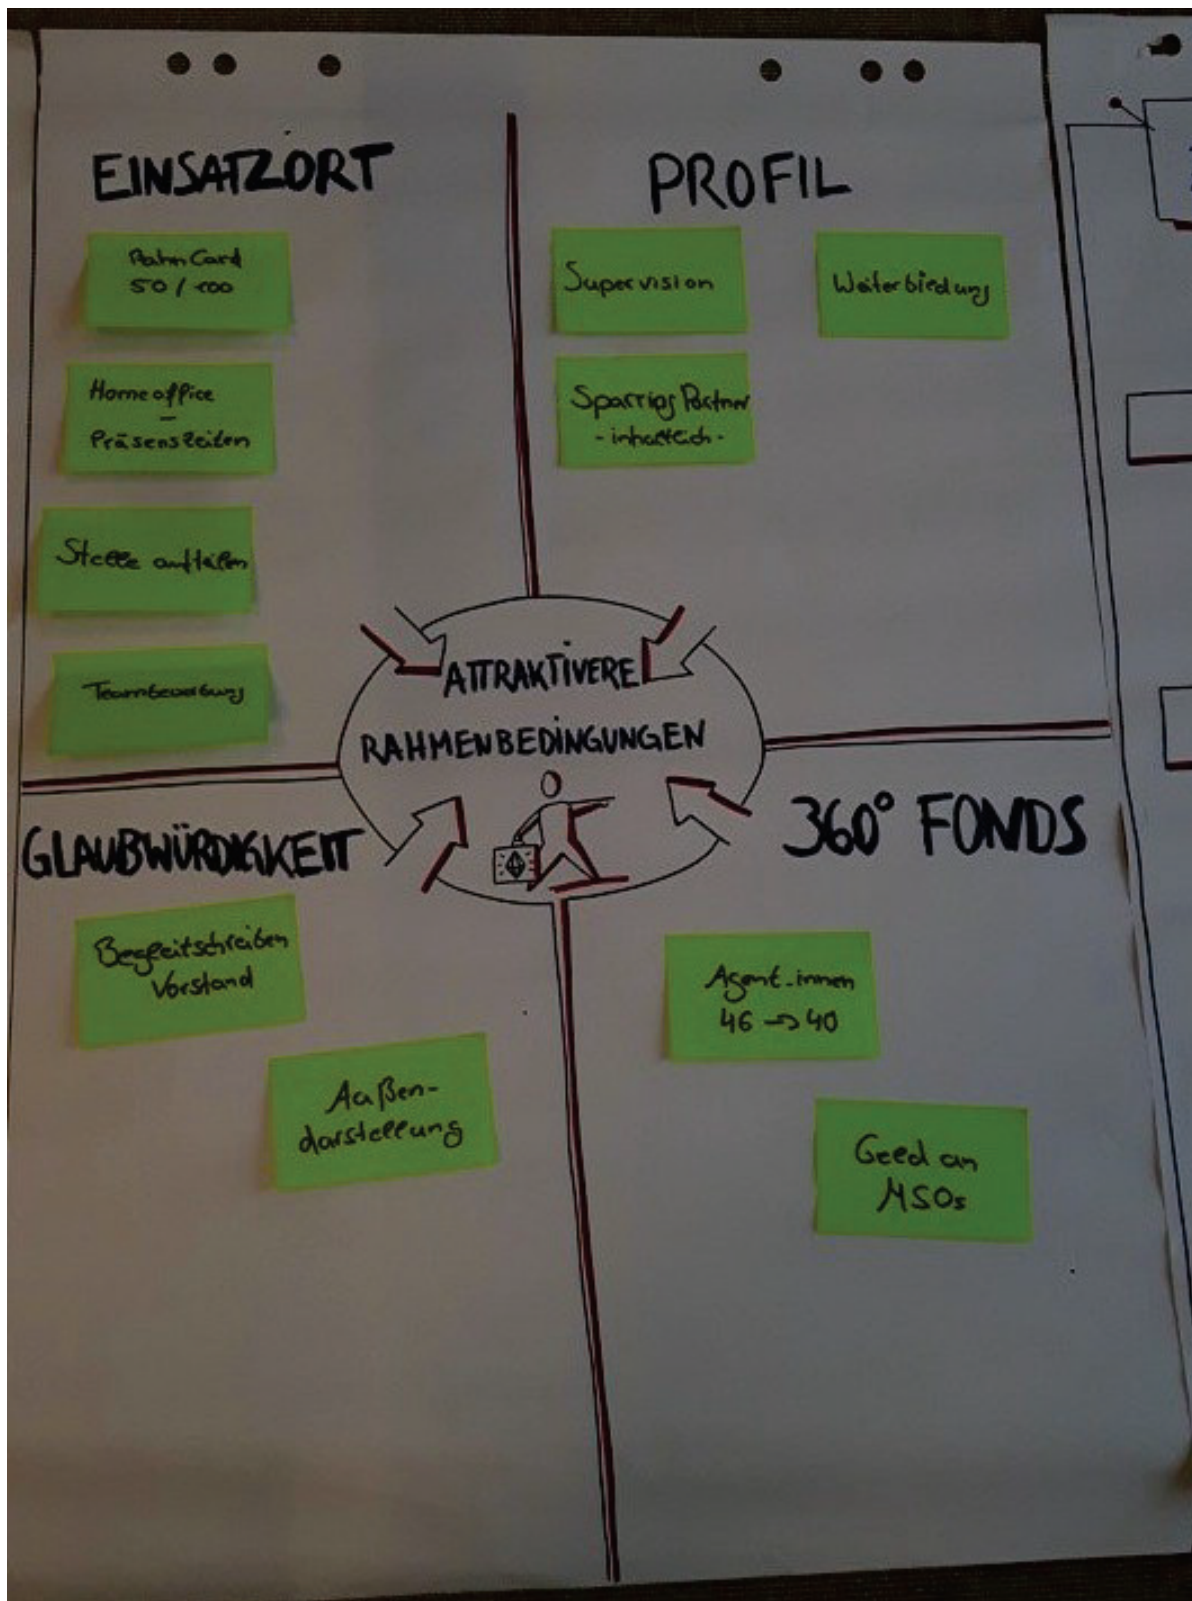 EINSATZORT
BahnCard
50 / 100
Homeoffice
–
Präsenszeiten
Stelle aufteilen
Teambewerbung
PROFIL
Supervision
Weiterbildung
Sparring Partner
- inhaltlich -
ATTRAKTIVERE
RAHMENBEDINGUNGEN
GLAUBWÜRDIGKEIT
Begleitschreiben
Vorstand
Außen-
darstellung
360° FONDS
Agent_innen
46 → 40
Geld an
MSOs